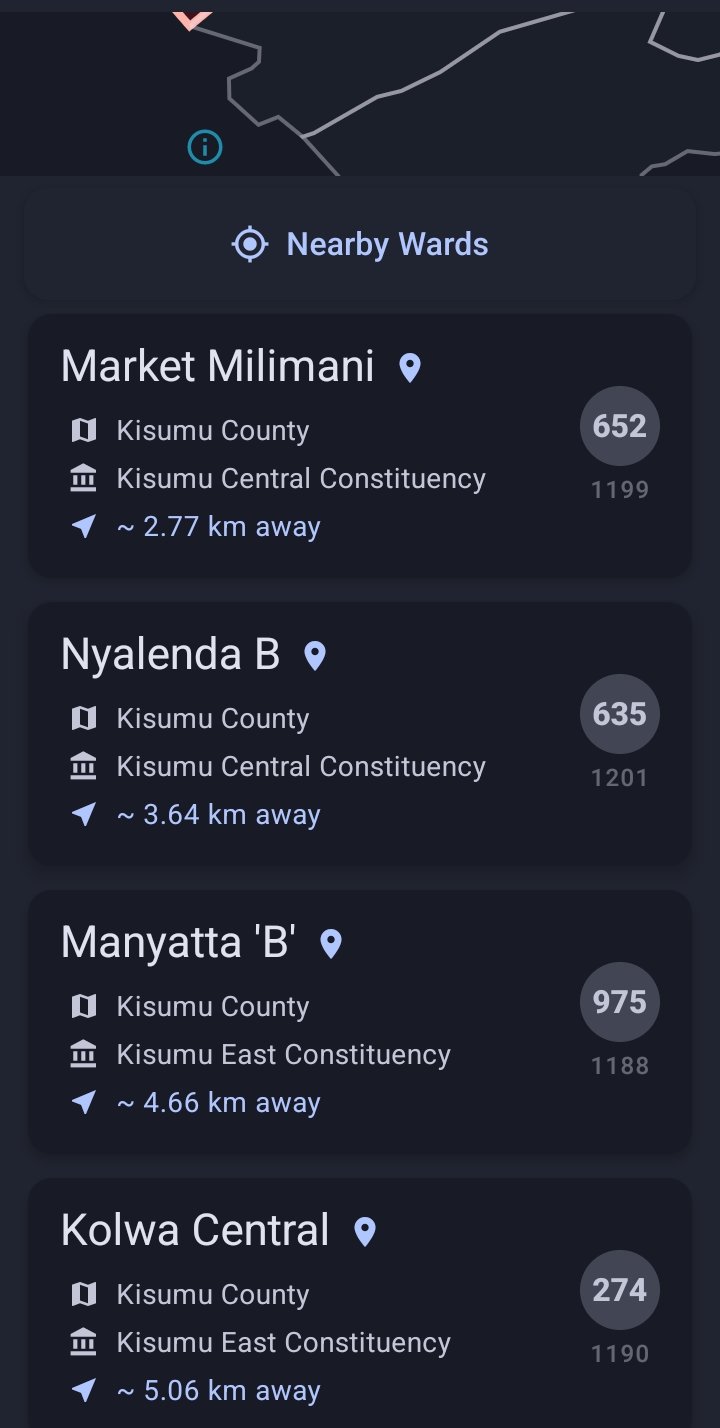 Nearby Wards
Market Milimani
Kisumu County
Kisumu Central Constituency
~ 2.77 km away
652
1199
Nyalenda B
Kisumu County
Kisumu Central Constituency
~ 3.64 km away
635
1201
Manyatta 'B'
Kisumu County
Kisumu East Constituency
~ 4.66 km away
975
1188
Kolwa Central
Kisumu County
Kisumu East Constituency
~ 5.06 km away
274
1190